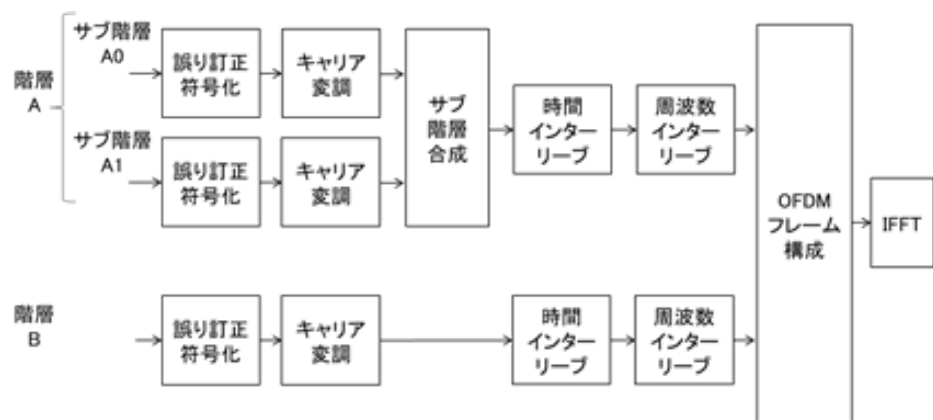 階層
A
サブ階層
A0
誤り訂正
符号化
キャリア
変調
サブ階層
A1
誤り訂正
符号化
キャリア
変調
サブ
階層
合成
時間
インター
リーブ
周波数
インター
リーブ
階層
B
誤り訂正
符号化
キャリア
変調
時間
インター
リーブ
周波数
インター
リーブ
OFDM
フレーム
構成
IFFT